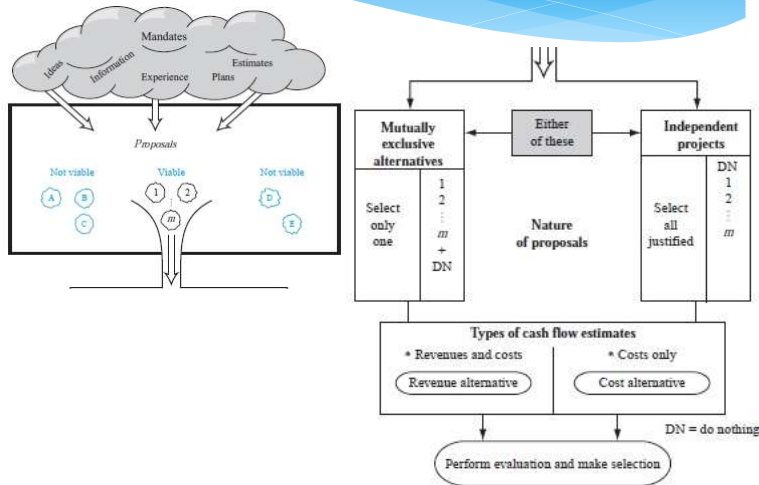 Mandates
Ideas
Information
Estimates
Experience
Plans
Proposals
Not viable
Viable
Not viable
A
B
C
1
2
⋮
m
D
E
Mutually
exclusive
alternatives
Either
of these
Independent
projects
Select
only
one
1
2
⋮
m
+
DN
Nature
of proposals
Select
all
justified
DN
1
2
⋮
m
Types of cash flow estimates
* Revenues and costs
Revenue alternative
* Costs only
Cost alternative
DN = do nothing
Perform evaluation and make selection